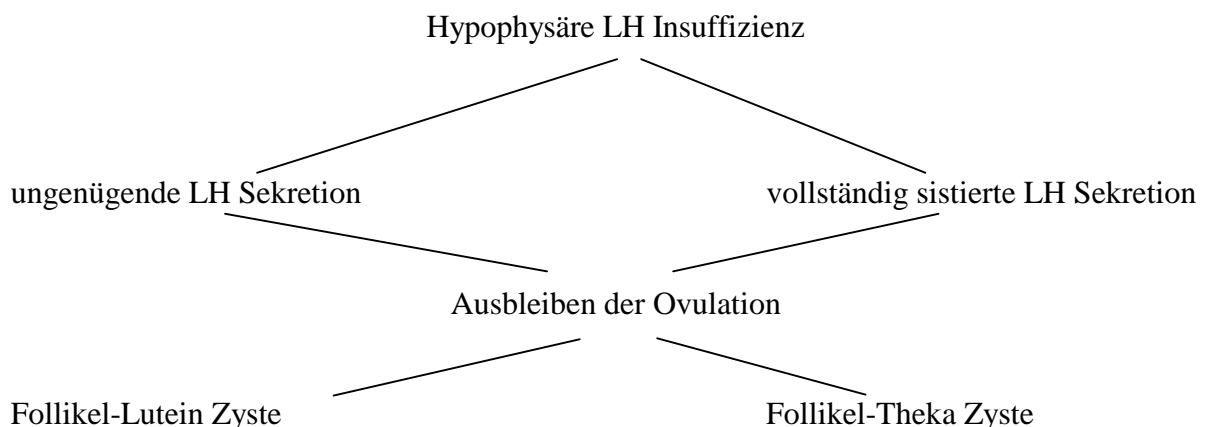 Hypophysäre LH Insuffizienz
ungenügende LH Sekretion
vollständig sistierte LH Sekretion
Ausbleiben der Ovulation
Follikel-Lutein Zyste
Follikel-Theka Zyste